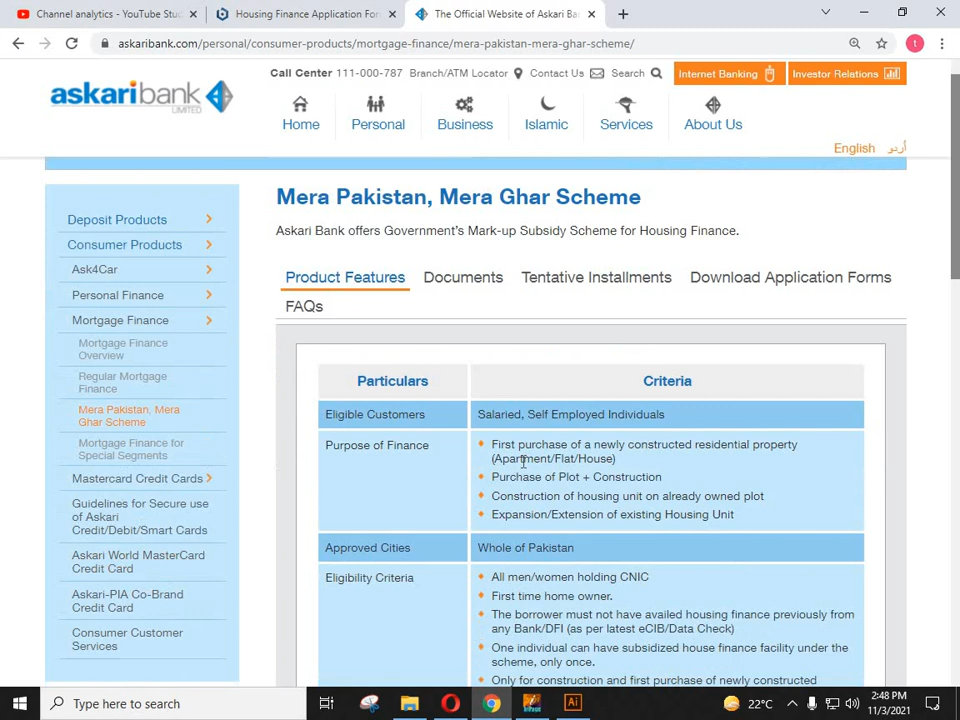 Channel analytics - YouTube Stud
Housing Finance Application For
The Official Website of Askari Ba
askaribank.com/personal/consumer-products/mortgage-finance/mera-pakistan-mera-ghar-scheme/
t
Call Center 111-000-787 Branch/ATM Locator Contact Us Search Internet Banking Investor Relations
askaribank
LIMITED
Home Personal Business Islamic Services About Us
English اُردو
Deposit Products
Consumer Products
Ask4Car
Personal Finance
Mortgage Finance
Mortgage Finance
Overview
Regular Mortgage
Finance
Mera Pakistan, Mera
Ghar Scheme
Mortgage Finance for
Special Segments
Mastercard Credit Cards
Guidelines for Secure use
of Askari
Credit/Debit/Smart Cards
Askari World MasterCard
Credit Card
Askari-PIA Co-Brand
Credit Card
Consumer Customer
Services
Mera Pakistan, Mera Ghar Scheme
Askari Bank offers Government's Mark-up Subsidy Scheme for Housing Finance.
Product Features Documents Tentative Installments Download Application Forms
FAQs
Particulars Criteria
Eligible Customers Salaried, Self Employed Individuals
Purpose of Finance First purchase of a newly constructed residential property
(Apartment/Flat/House)
Purchase of Plot + Construction
Construction of housing unit on already owned plot
Expansion/Extension of existing Housing Unit
Approved Cities Whole of Pakistan
Eligibility Criteria All men/women holding CNIC
First time home owner.
The borrower must not have availed housing finance previously from
any Bank/DFI (as per latest eCIB/Data Check)
One individual can have subsidized house finance facility under the
scheme, only once.
Only for construction and first purchase of newly constructed
Type here to search
Ai
22°C
2:48 PM
11/3/2021